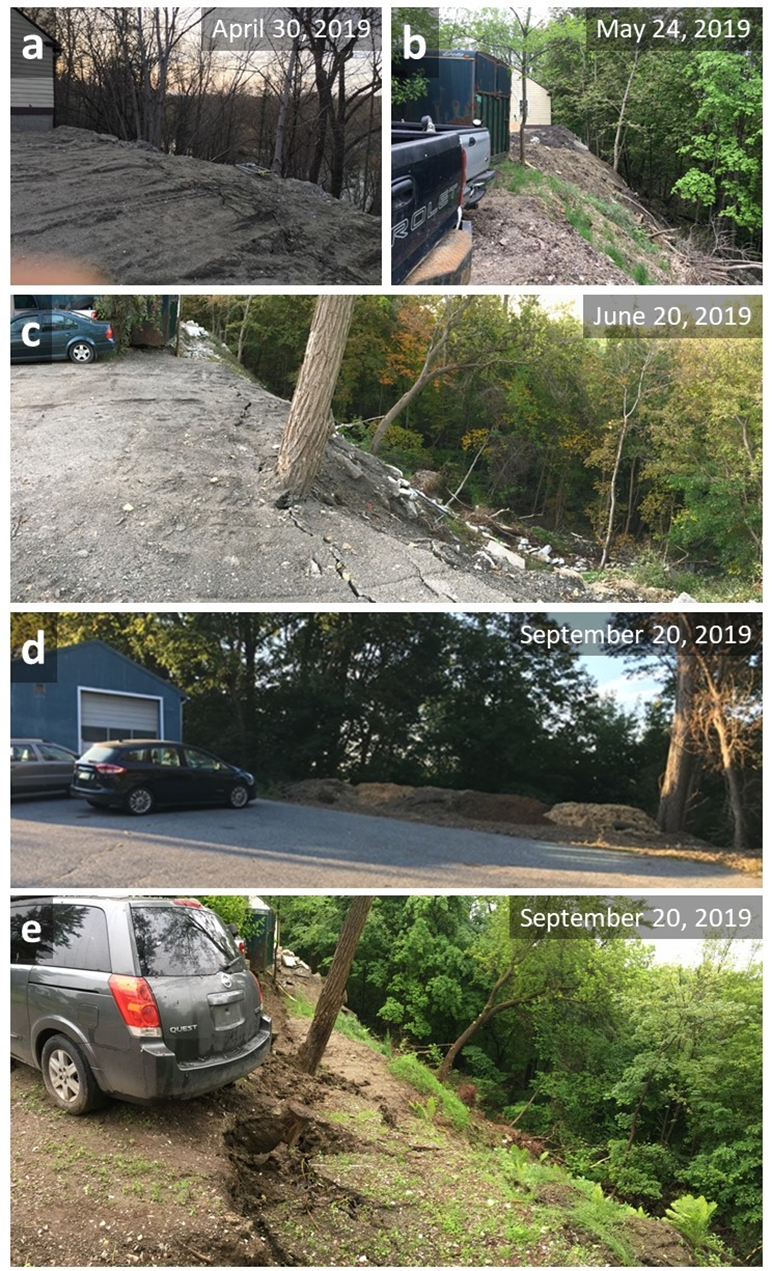 a
April 30, 2019
b
May 24, 2019
ROLET
c
June 20, 2019
d
September 20, 2019
e
September 20, 2019
QUEST